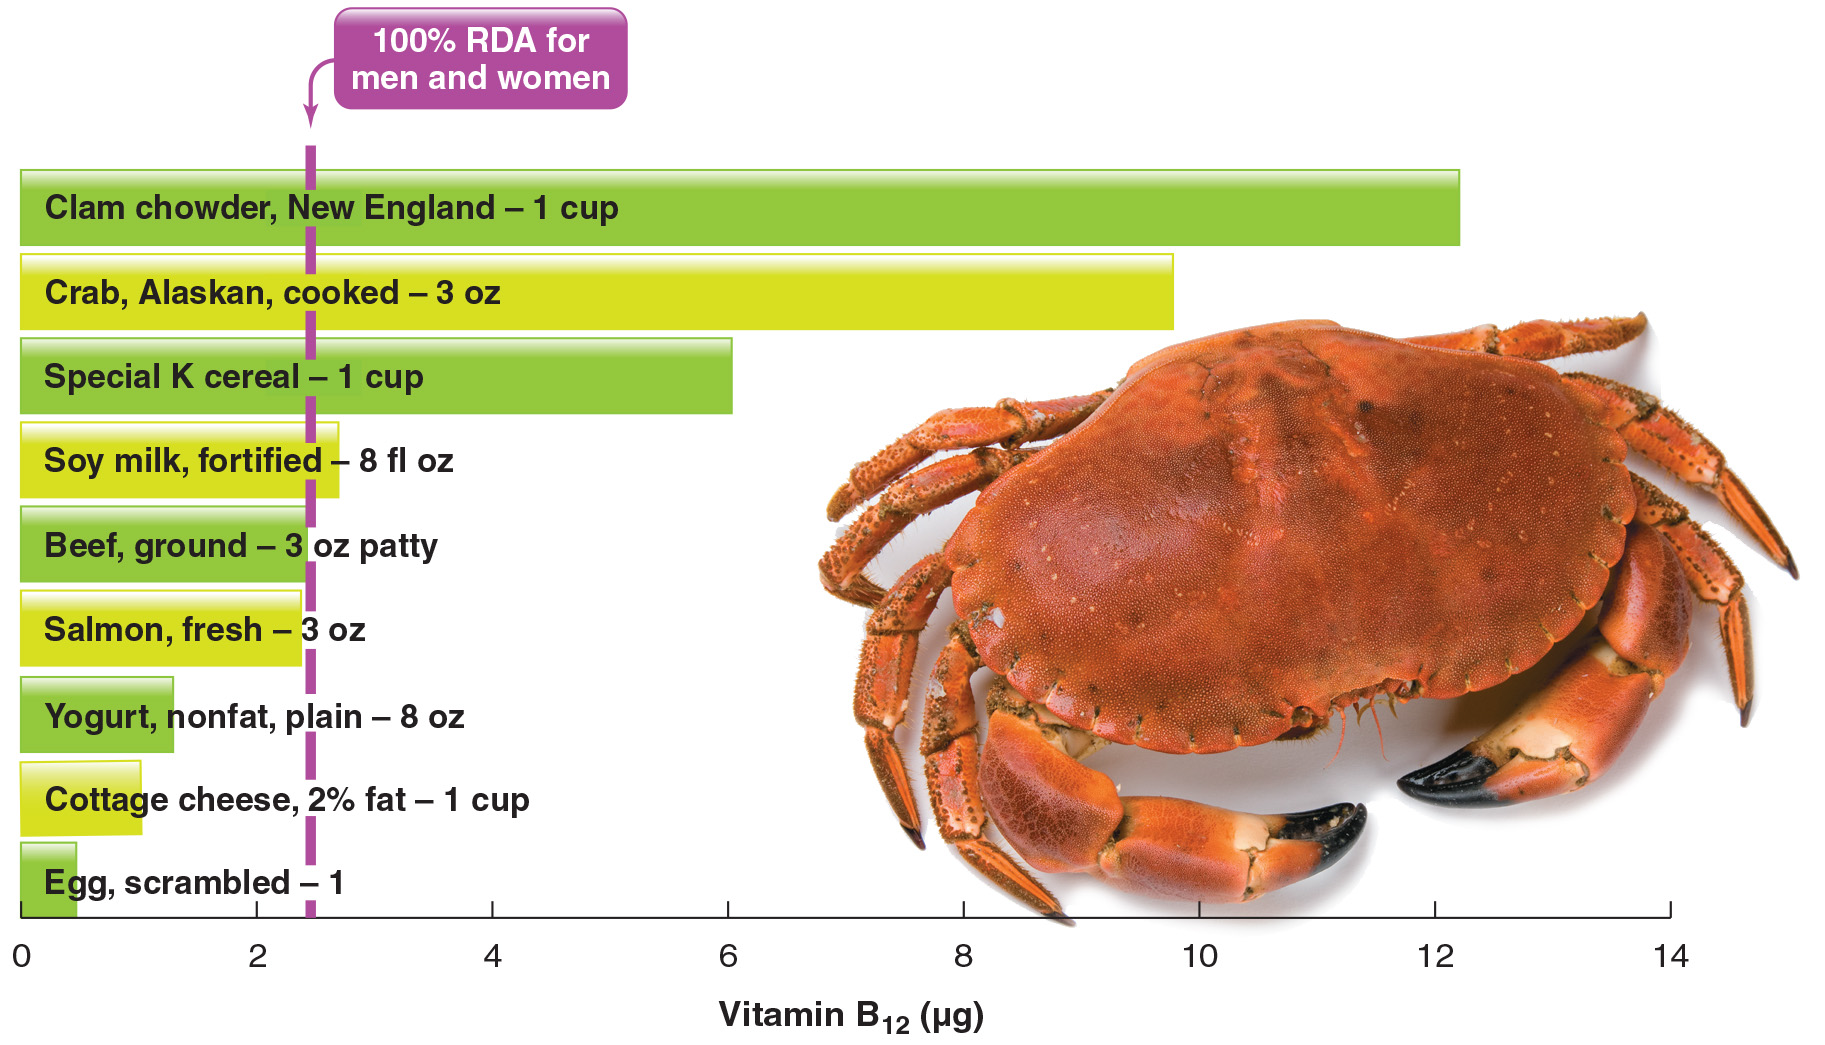 100% RDA for
men and women
Clam chowder, New England – 1 cup
Crab, Alaskan, cooked – 3 oz
Special K cereal – 1 cup
Soy milk, fortified – 8 fl oz
Beef, ground – 3 oz patty
Salmon, fresh – 3 oz
Yogurt, nonfat, plain – 8 oz
Cottage cheese, 2% fat – 1 cup
Egg, scrambled – 1
0 2 4 6 8 10 12 14
Vitamin B12 (µg)